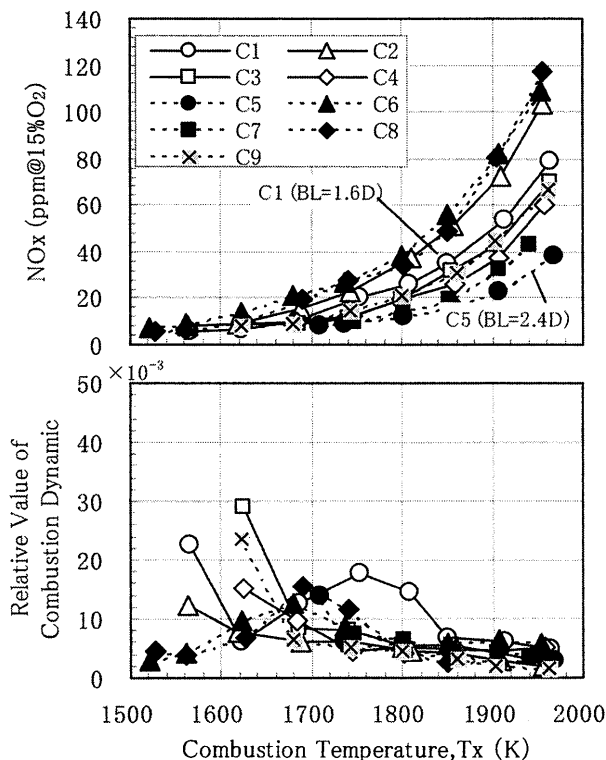 NOx (ppm@15%O2)
140
120
100
80
60
40
20
0
C1 C2
C3 C4
C5 C6
C7 C8
C9
C1 (BL=1.6D)
C5 (BL=2.4D)
×10-3
Relative Value of
Combustion Dynamic
50
40
30
20
10
0
1500 1600 1700 1800 1900 2000
Combustion Temperature,Tx (K)